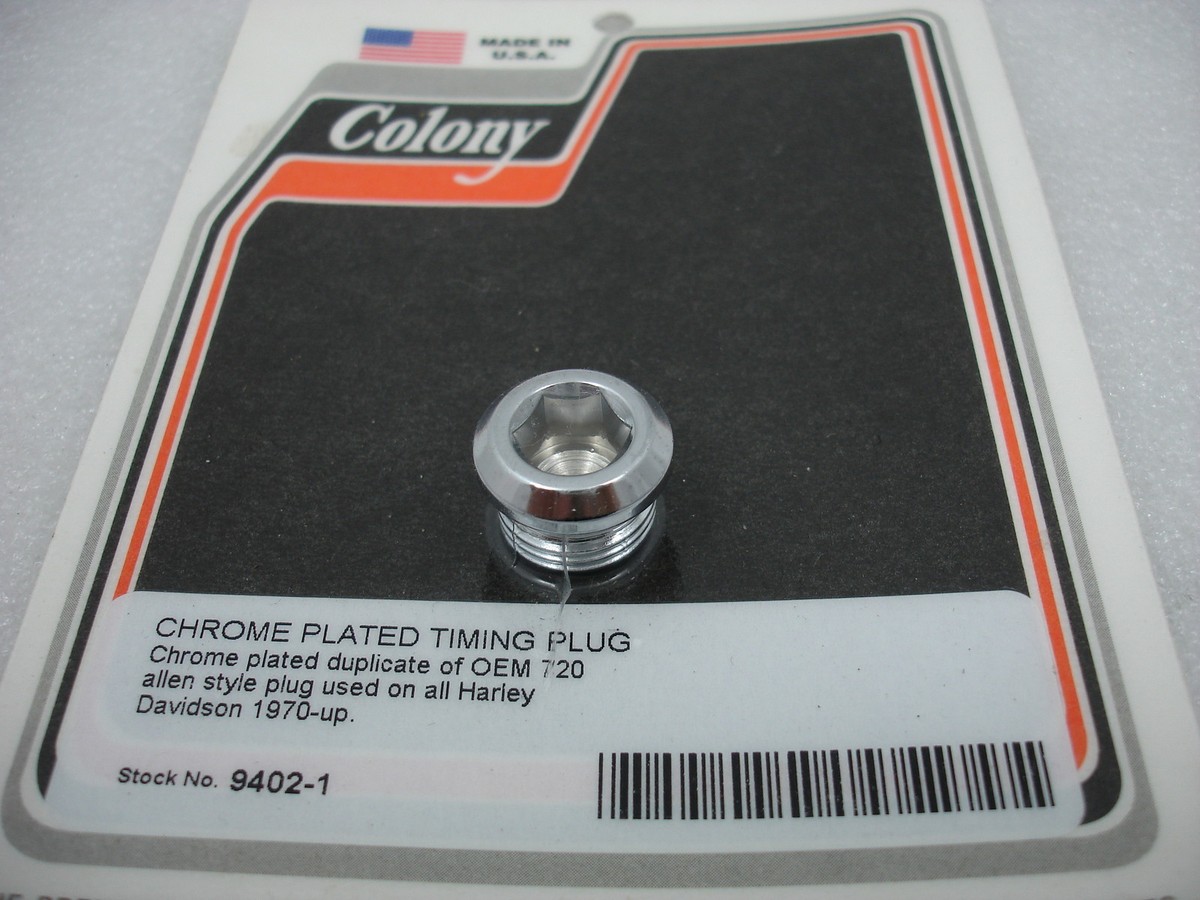 MADE IN
U.S.A.
Colony
CHROME PLATED TIMING PLUG
Chrome plated duplicate of OEM 720
allen style plug used on all Harley
Davidson 1970-up.
Stock No. 9402-1